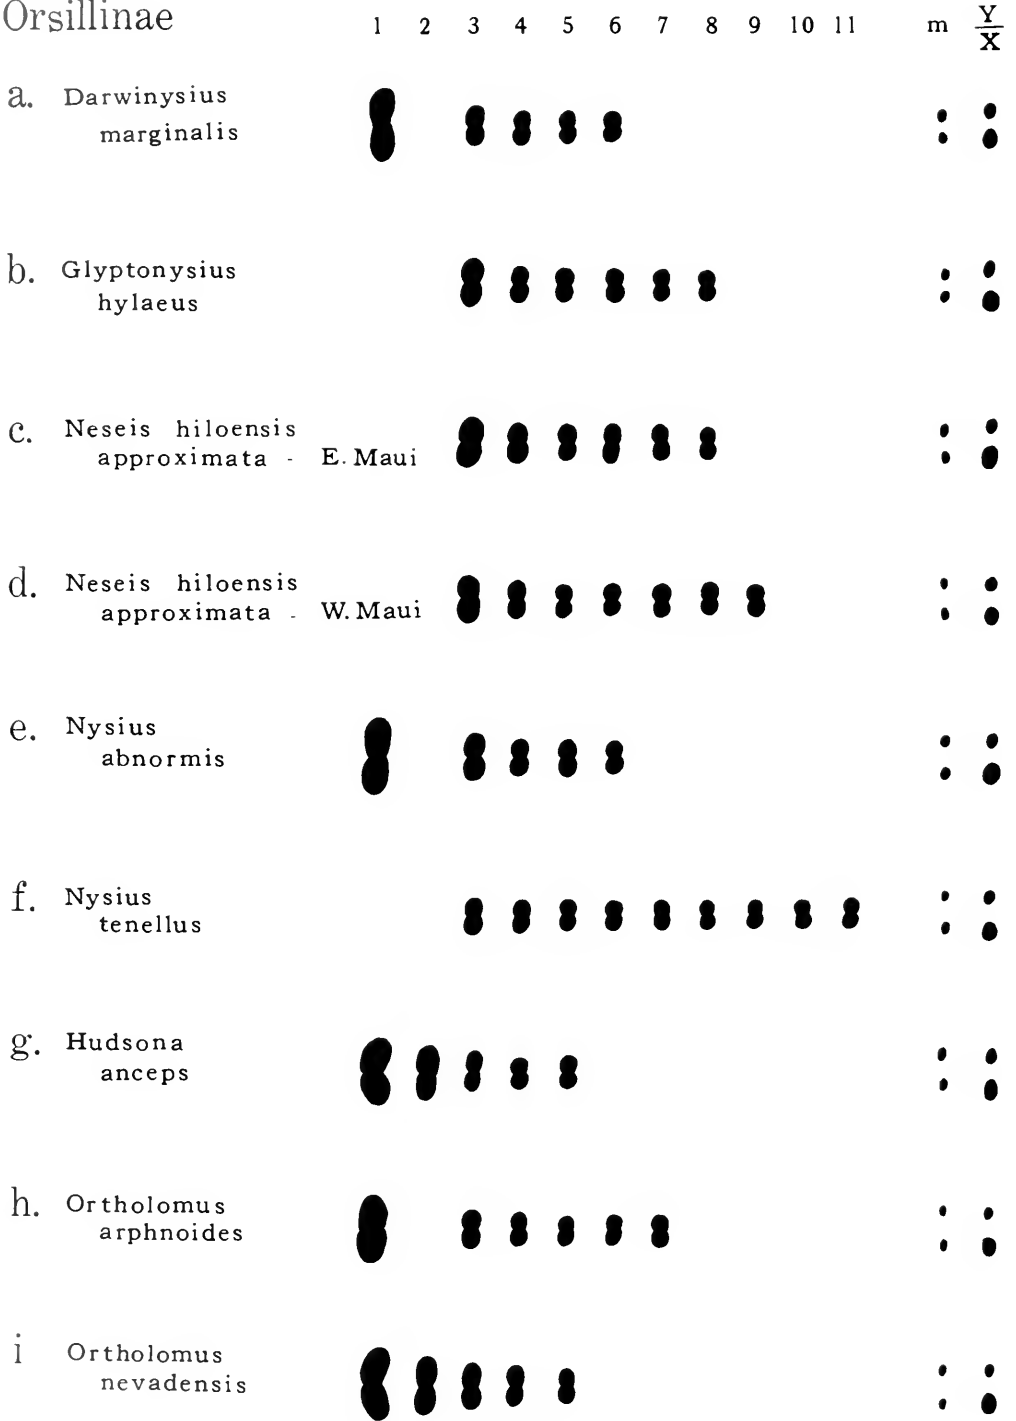 Orsillinae 1 2 3 4 5 6 7 8 9 10 11 m Y
X
a. Darwinysius
marginalis
b. Glyptonysius
hylaeus
c. Neseis hiloensis
approximata - E. Maui
d. Neseis hiloensis
approximata - W. Maui
e. Nysius
abnormis
f. Nysius
tenellus
g. Hudsona
anceps
h. Ortholomus
arphnoides
i Ortholomus
nevadensis